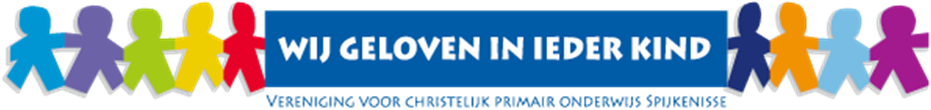 WIJ GELOVEN IN IEDER KIND
VERENIGING VOOR CHRISTELIJK PRIMAIR ONDERWIJS SPIJKENISSE